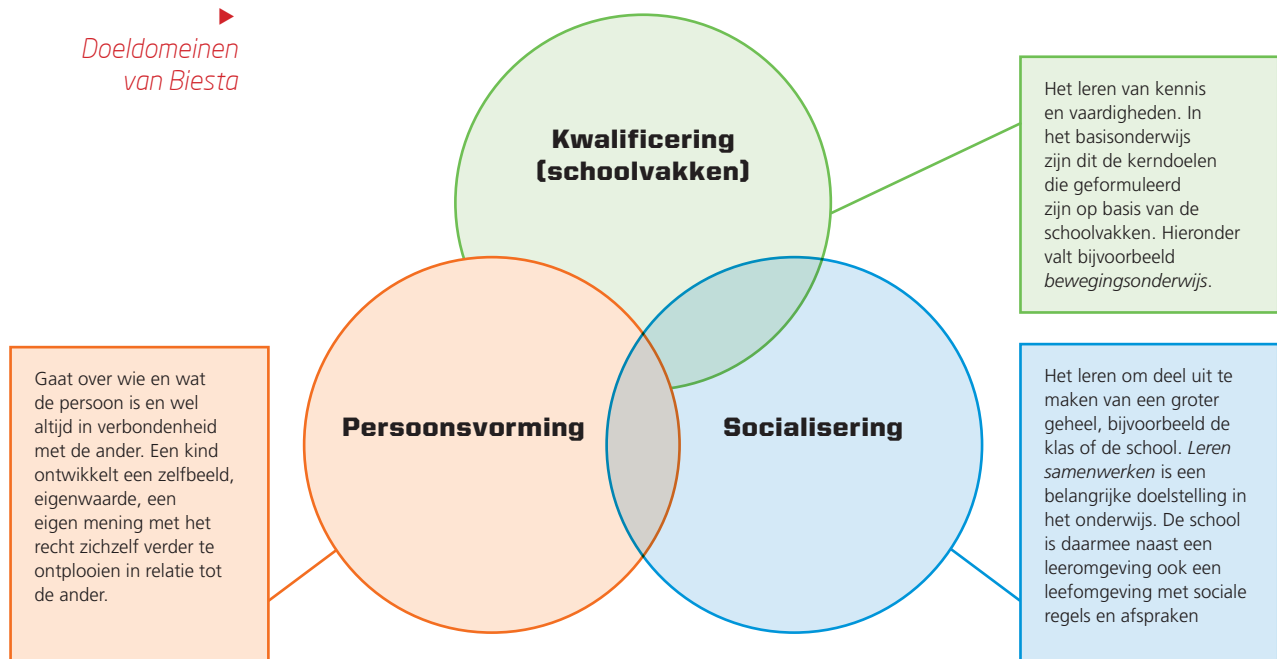 Doeldomeinen
van Biesta
Kwalificering
(schoolvakken)
Het leren van kennis
en vaardigheden. In
het basisonderwijs
zijn dit de kerndoelen
die geformuleerd
zijn op basis van de
schoolvakken. Hieronder
valt bijvoorbeeld
bewegingsonderwijs.
Gaat over wie en wat
de persoon is en wel
altijd in verbondenheid
met de ander. Een kind
ontwikkelt een zelfbeeld,
eigenwaarde, een
eigen mening met het
recht zichzelf verder te
ontplooien in relatie tot
de ander.
Persoonsvorming
Socialisering
Het leren om deel uit te
maken van een groter
geheel, bijvoorbeeld de
klas of de school. Leren
samenwerken is een
belangrijke doelstelling in
het onderwijs. De school
is daarmee naast een
leeromgeving ook een
leefomgeving met sociale
regels en afspraken